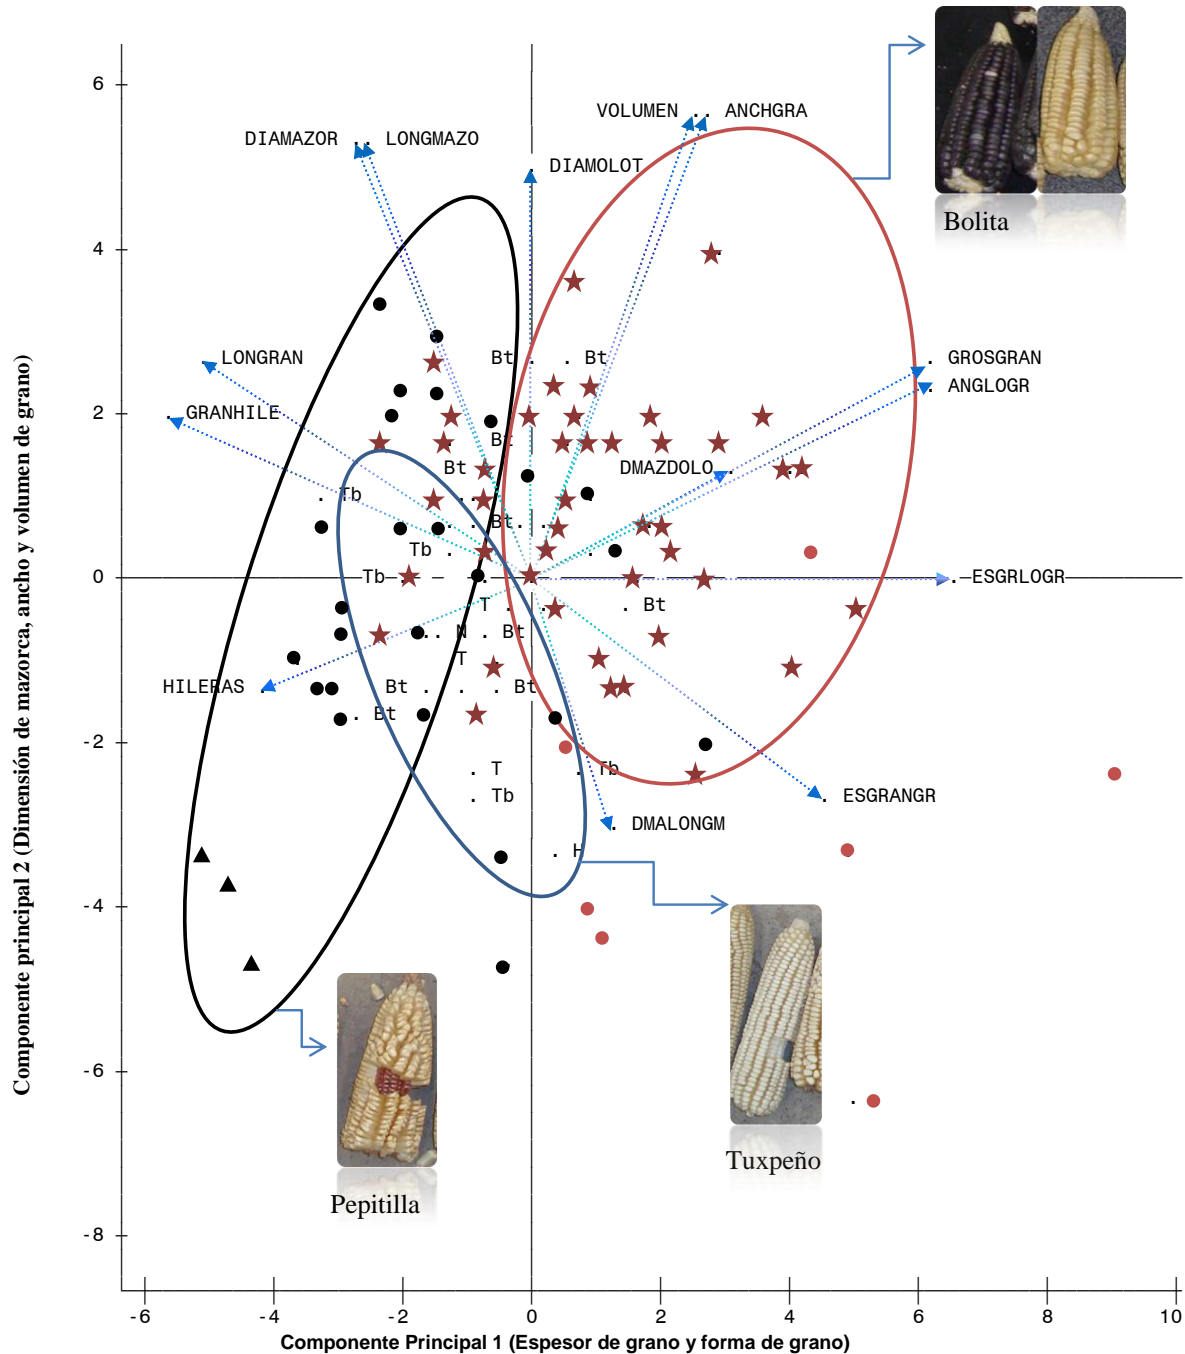 6
VOLUMEN . . ANCHGRA
DIAMAZOR . . LONGMAZO
DIAMOLOT
Bolita
4
. LONGRAN
Bt . . Bt
. GROSGRAN
. ANGLOGR
2
. GRANHILE
Bt
Bt
DMAZDOLO .
. Tb
Bt .
Tb .
0
Tb
. ESGRLOGR
T .
. Bt
N . Bt
T
HILERAS .
Bt . . . Bt
. Bt
-2
. T
. Tb
. Tb
. ESGRANGR
. DMALONGM
. H
-4
-6
.
Tuxpeño
Pepitilla
-8
-6 -4 -2 0 2 4 6 8 10
Componente Principal 1 (Espesor de grano y forma de grano)
Componente principal 2 (Dimensión de mazorca, ancho y volumen de grano)